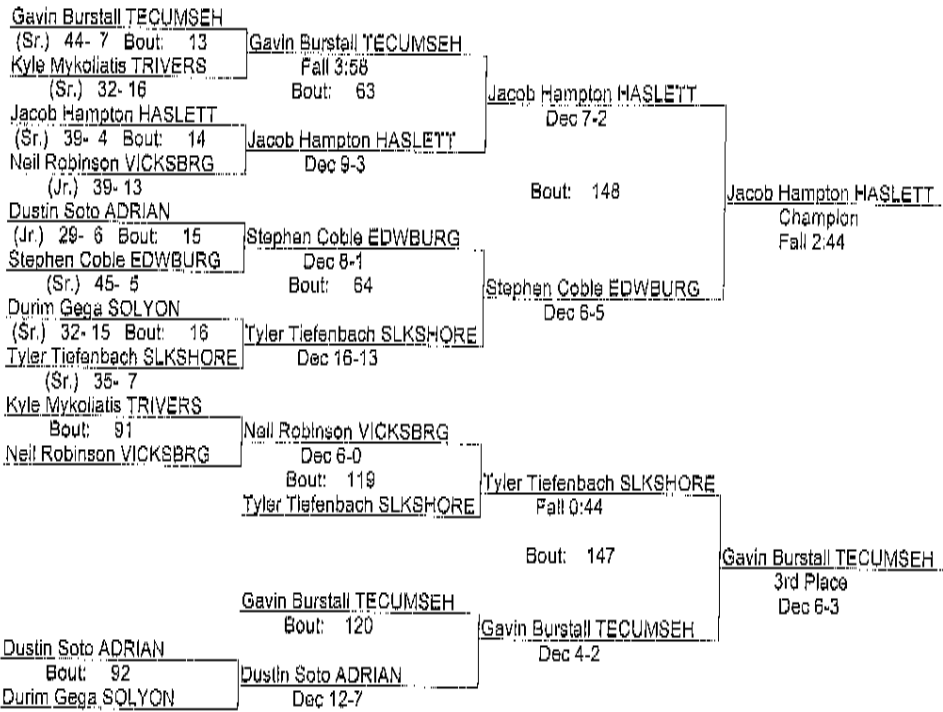 Gavin Burstall TECUMSEH
(Sr.) 44- 7 Bout: 13
Kyle Mykoliatis TRIVERS
(Sr.) 32- 16
Jacob Hampton HASLETT
(Sr.) 39- 4 Bout: 14
Neil Robinson VICKSBRG
(Jr.) 39- 13
Dustin Soto ADRIAN
(Jr.) 29- 6 Bout: 15
Stephen Coble EDWBURG
(Sr.) 45- 5
Durim Gega SOLYON
(Sr.) 32- 15 Bout: 16
Tyler Tiefenbach SLKSHORE
(Sr.) 35- 7
Gavin Burstall TECUMSEH
Fall 3:58
Bout: 63
Jacob Hampton HASLETT
Dec 9-3
Stephen Coble EDWBURG
Dec 8-1
Bout: 64
Tyler Tiefenbach SLKSHORE
Dec 16-13
Jacob Hampton HASLETT
Dec 7-2
Bout: 148
Stephen Coble EDWBURG
Dec 6-5
Jacob Hampton HASLETT
Champion
Fall 2:44
Kyle Mykoliatis TRIVERS
Bout: 91
Neil Robinson VICKSBRG
Neil Robinson VICKSBRG
Dec 6-0
Bout: 119
Tyler Tiefenbach SLKSHORE
Tyler Tiefenbach SLKSHORE
Fall 0:44
Bout: 147
Gavin Burstall TECUMSEH
3rd Place
Dec 6-3
Gavin Burstall TECUMSEH
Bout: 120
Gavin Burstall TECUMSEH
Dec 4-2
Dustin Soto ADRIAN
Bout: 92
Durim Gega SOLYON
Dustin Soto ADRIAN
Dec 12-7